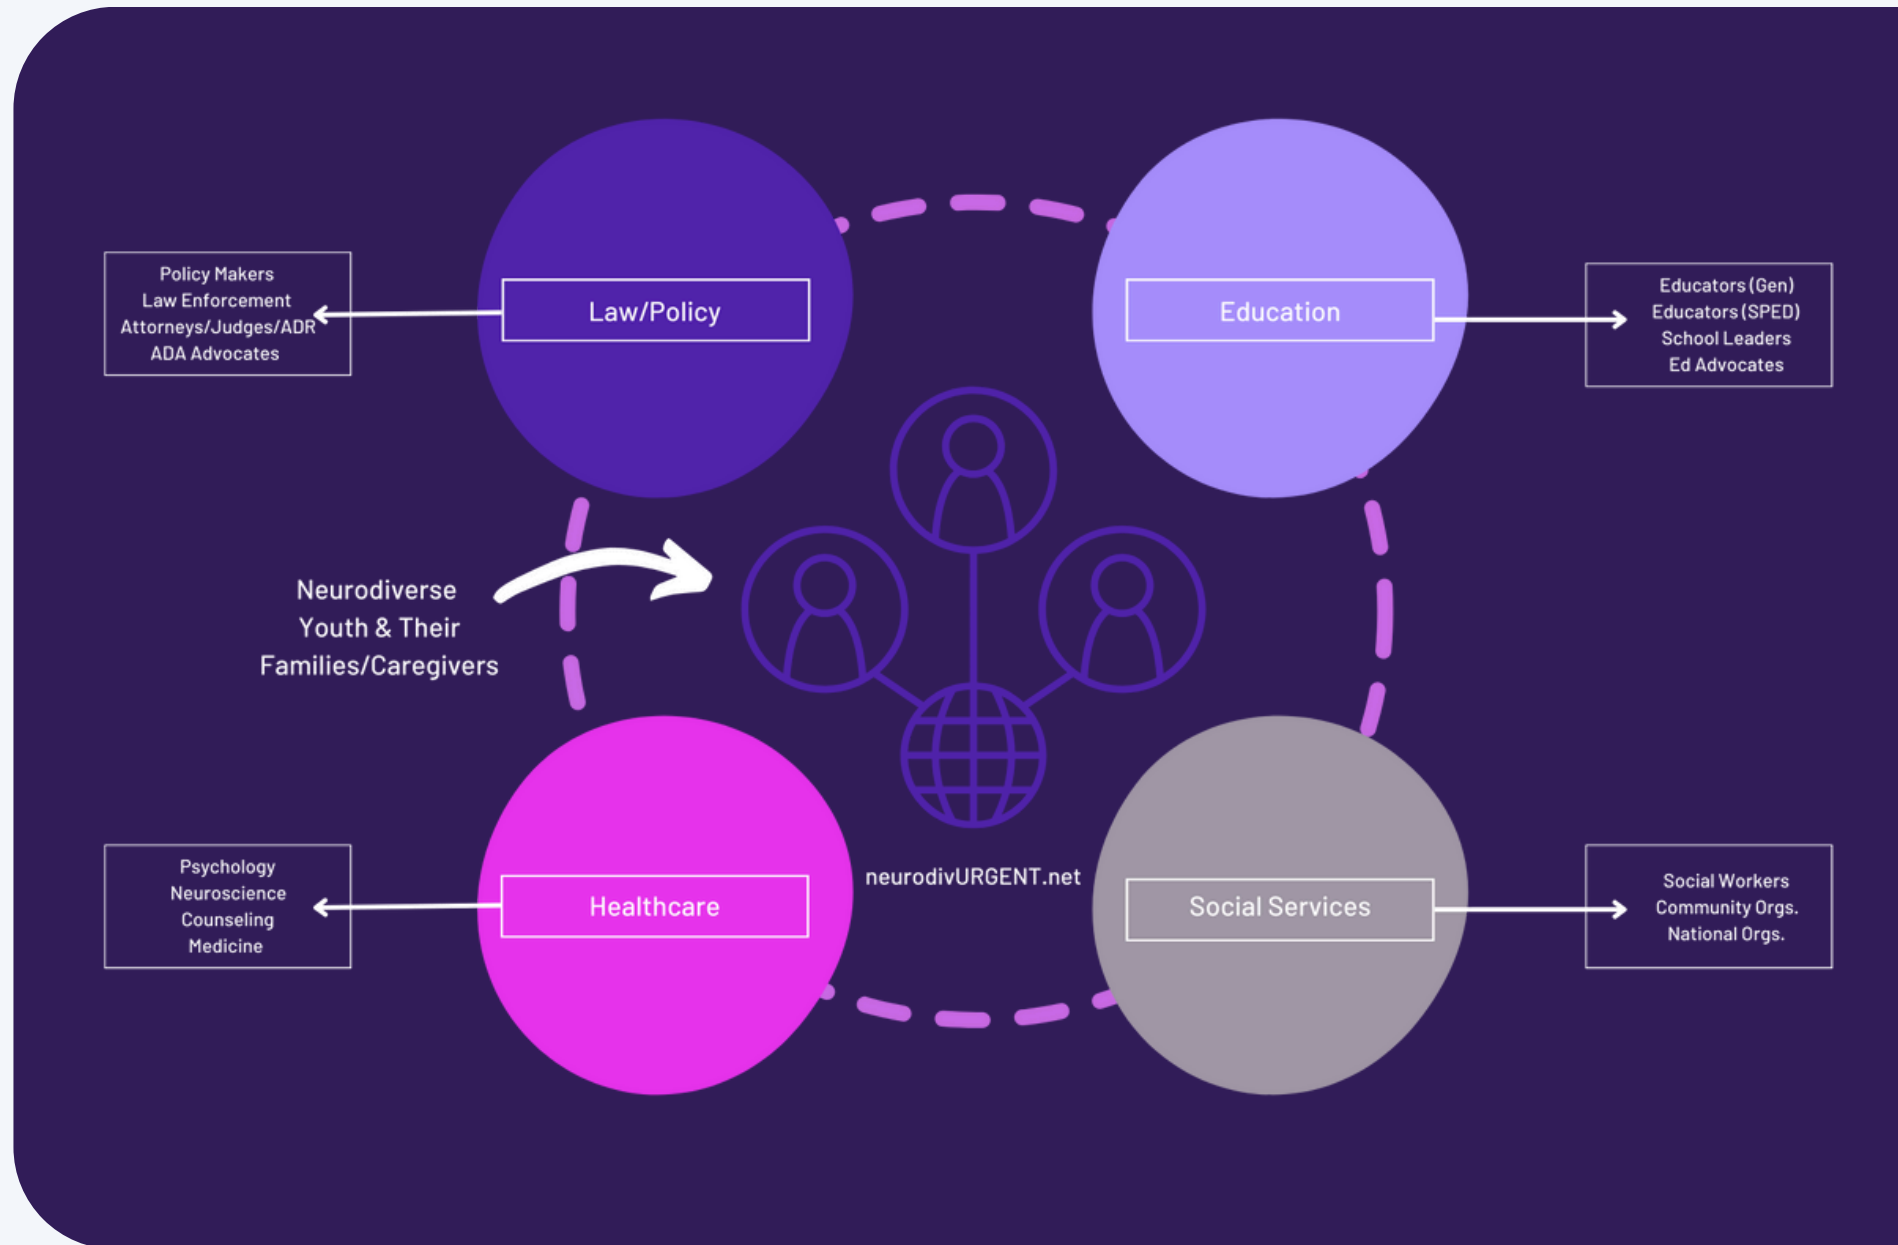 Law/Policy
Policy Makers
Law Enforcement
Attorneys/Judges/ADR
ADA Advocates
Education
Educators (Gen)
Educators (SPED)
School Leaders
Ed Advocates
Neurodiverse
Youth & Their
Families/Caregivers
Healthcare
Psychology
Neuroscience
Counseling
Medicine
neurodivURGENT.net
Social Services
Social Workers
Community Orgs.
National Orgs.